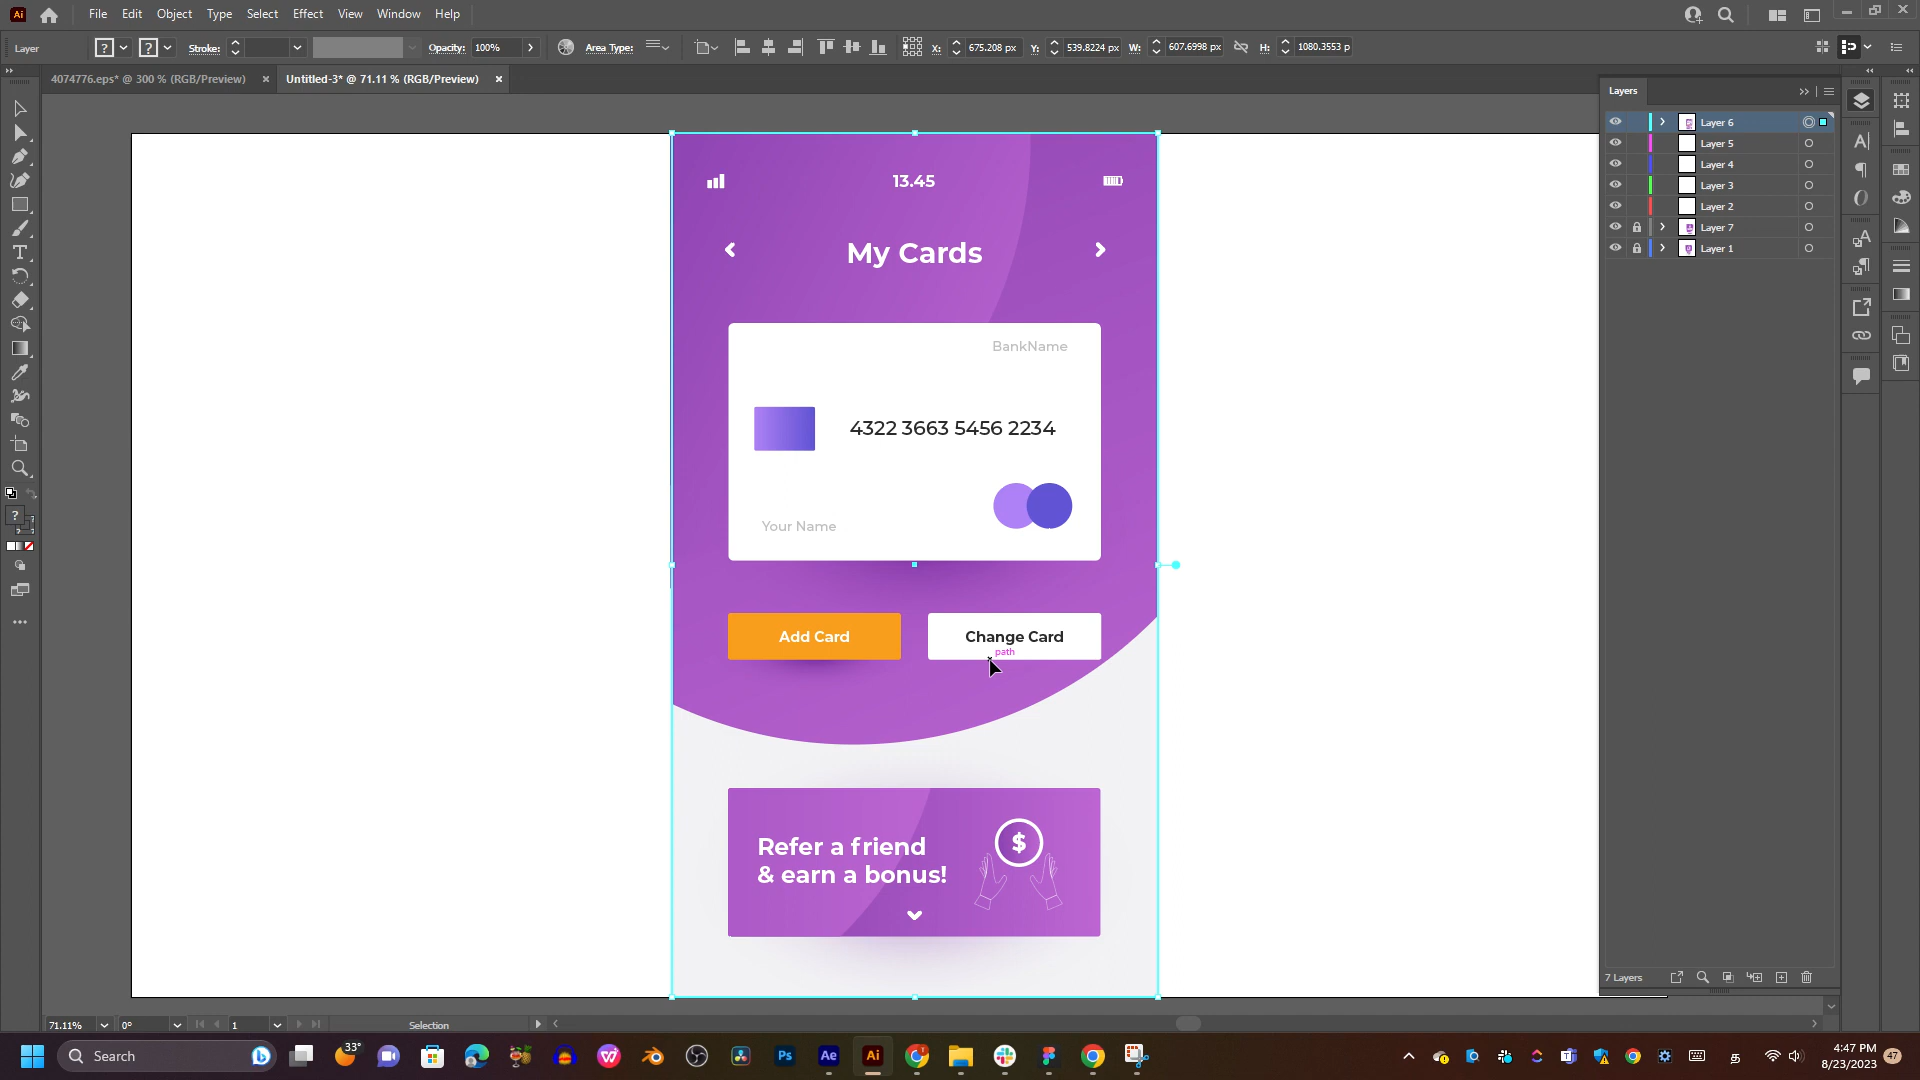 Ai File Edit Object Type Select Effect View Window Help
Layer ? ? Stroke: Opacity: 100% Area Type: X: 675.208 px Y: 539.8224 px W: 607.6998 px H: 1080.3553 p
4074776.eps* @ 300 % (RGB/Preview) × Untitled-3* @ 71.11 % (RGB/Preview) ×
Layers
Layer 6
Layer 5
Layer 4
Layer 3
Layer 2
Layer 7
Layer 1
13.45
My Cards
BankName
4322 3663 5456 2234
Your Name
Add Card
Change Card
path
Refer a friend
& earn a bonus!
$
?
7 Layers
71.11% 0° 1 Selection
Search
33°
Ps Ae Ai
4:47 PM
8/23/2023
47